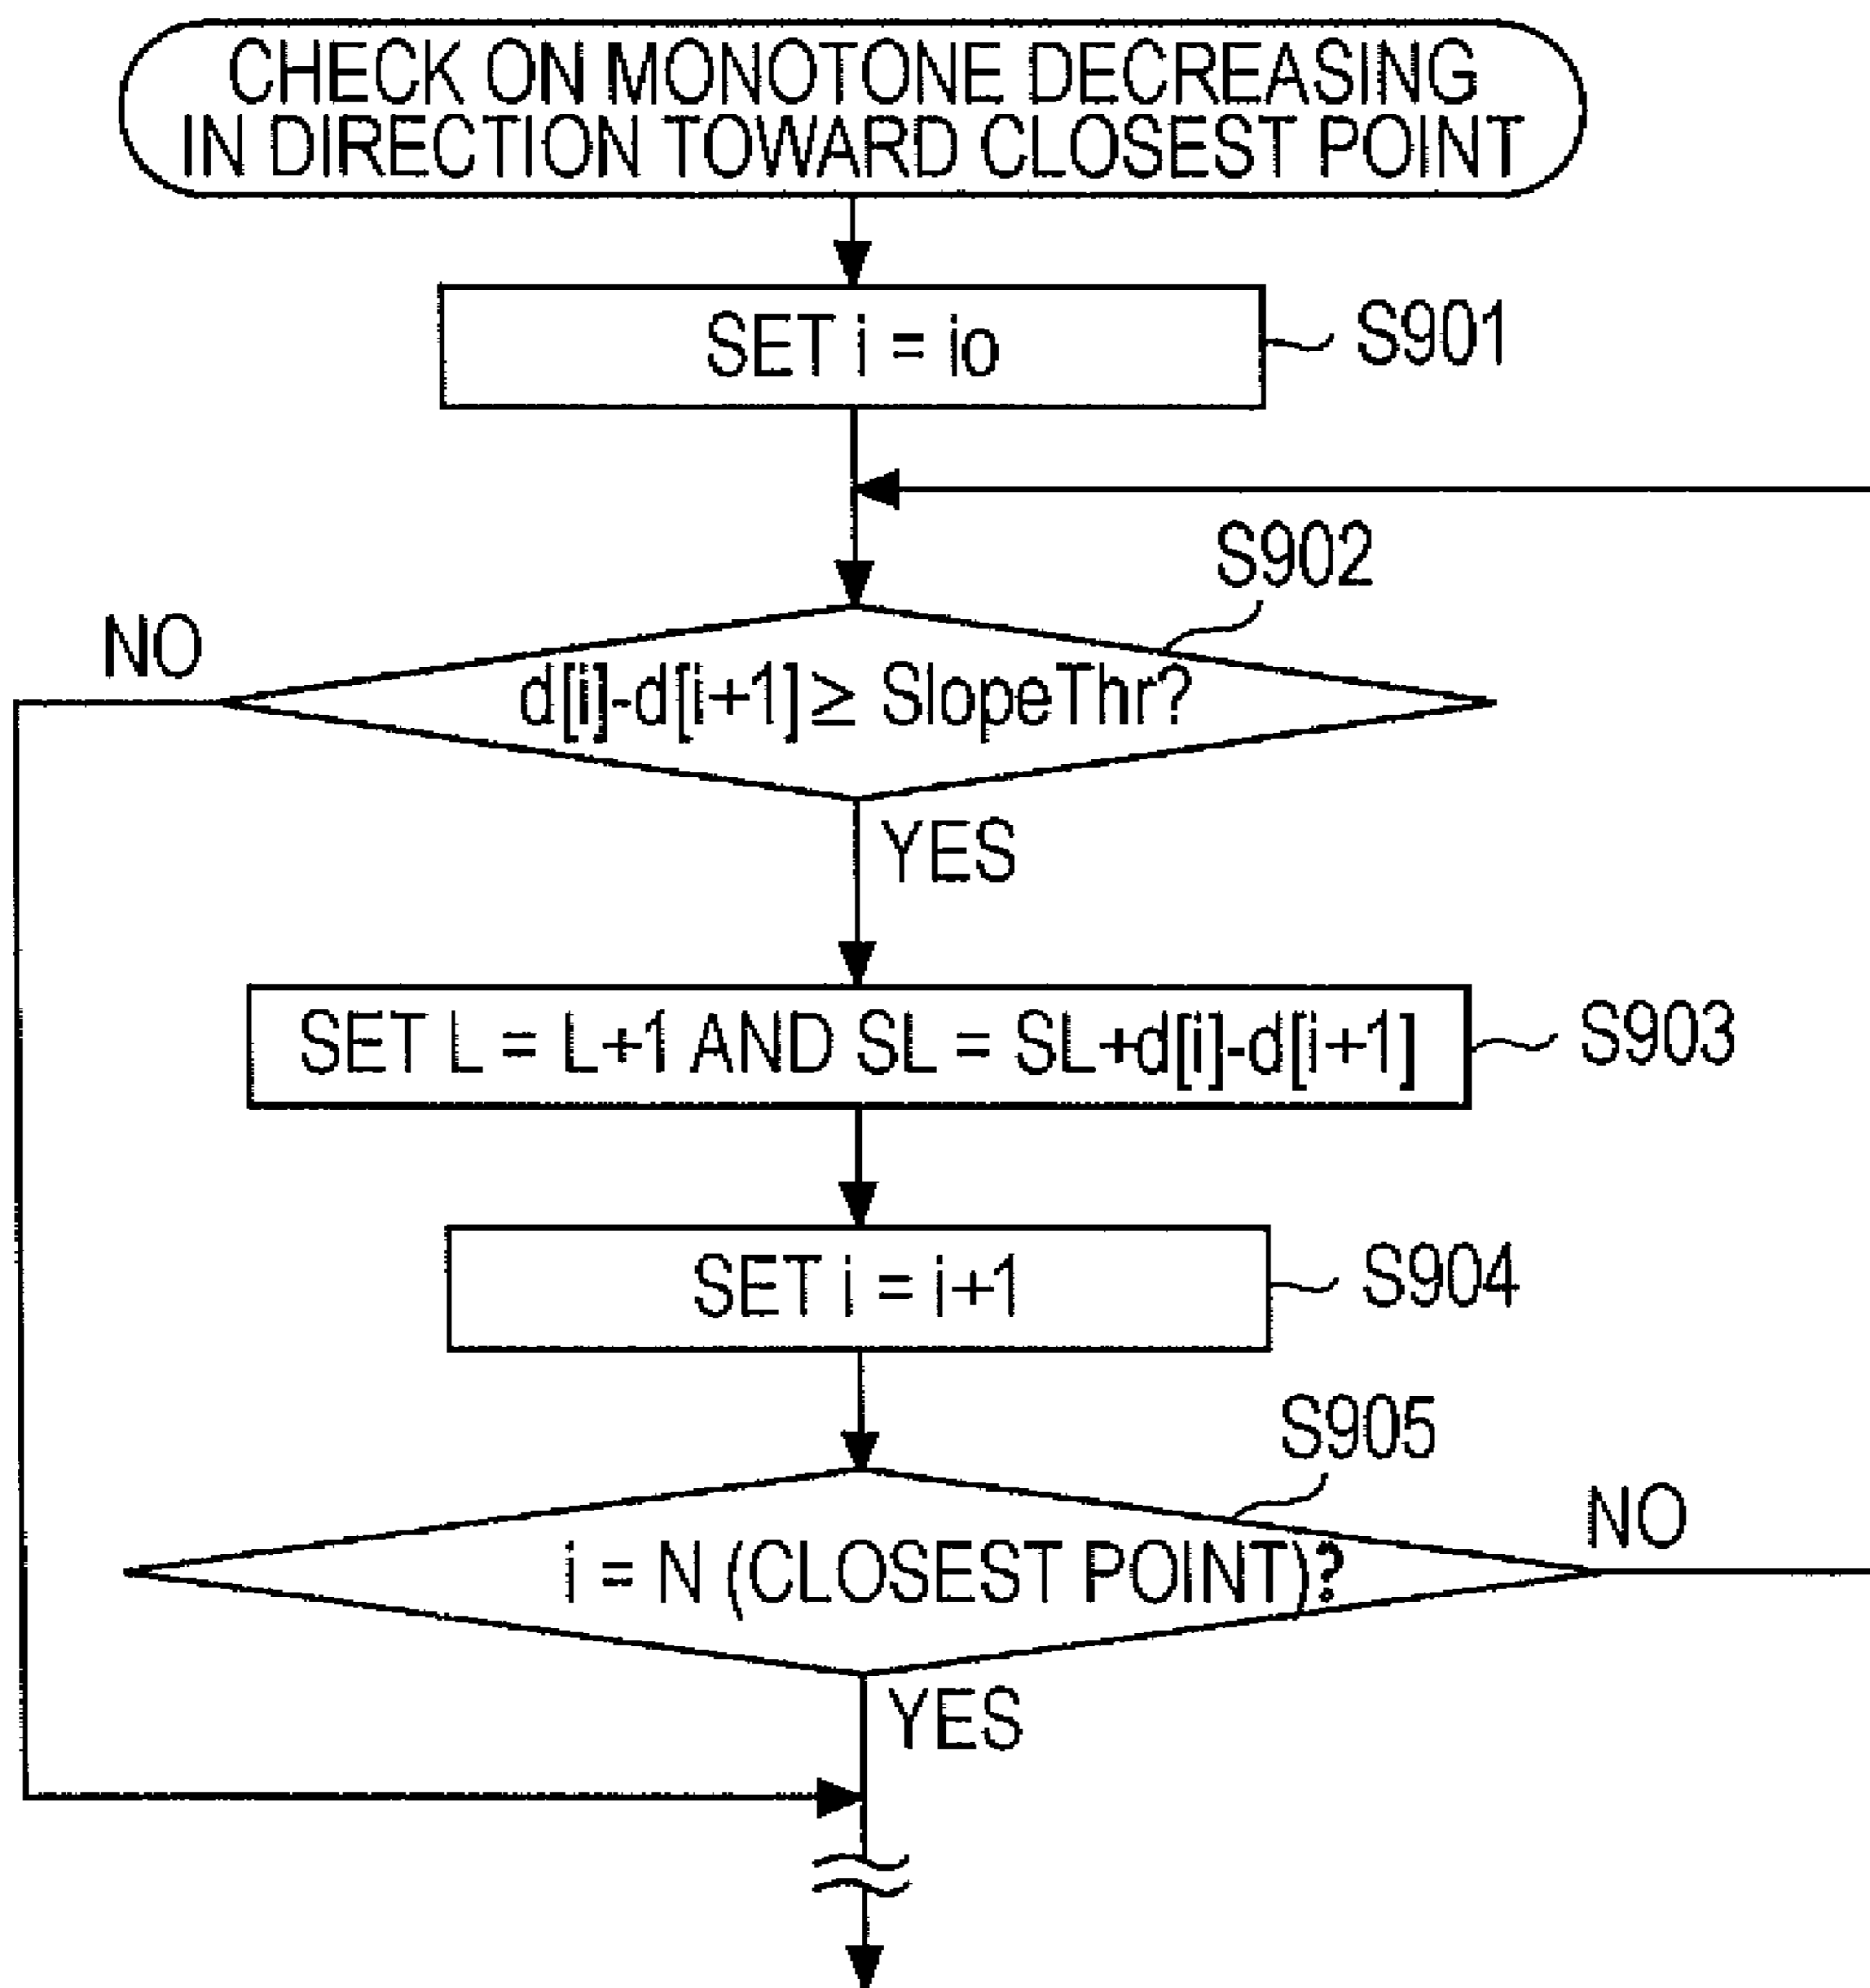 CHECK ON MONOTONE DECREASING
IN DIRECTION TOWARD CLOSEST POINT
SET i = io
S901
S902
NO
d[i]-d[i+1] ≥ SlopeThr?
YES
SET L = L+1 AND SL = SL+d[i]-d[i+1]
S903
SET i = i+1
S904
S905
i = N (CLOSEST POINT)?
NO
YES